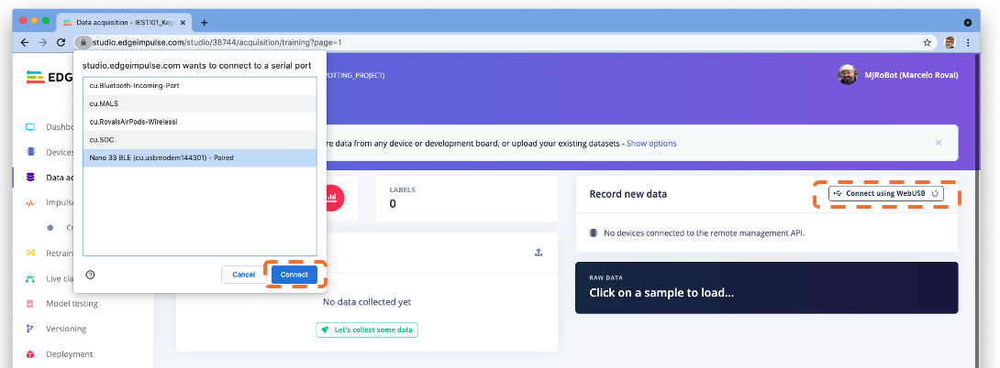 Data acquisition - IESTI01_Key
studio.edgeimpulse.com/studio/38744/acquisition/training?page=1
studio.edgeimpulse.com wants to connect to a serial port
cu.Bluetooth-Incoming-Port
cu.MALS
cu.RovaisAirPods-Wirelessi
cu.SOC
Nano 33 BLE (cu.usbmodem144301) - Paired
Cancel
Connect
EDG
Dashbo
Devices
Data ac
Impulse
Cr
Retrain
Live cla
Model testing
Versioning
Deployment
POTTING_PROJECT)
MJRoBot (Marcelo Rovai)
re data from any device or development board, or upload your existing datasets - Show options
LABELS
0
Record new data
Connect using WebUSB
No devices connected to the remote management API.
RAW DATA
Click on a sample to load...
No data collected yet
Let's collect some data